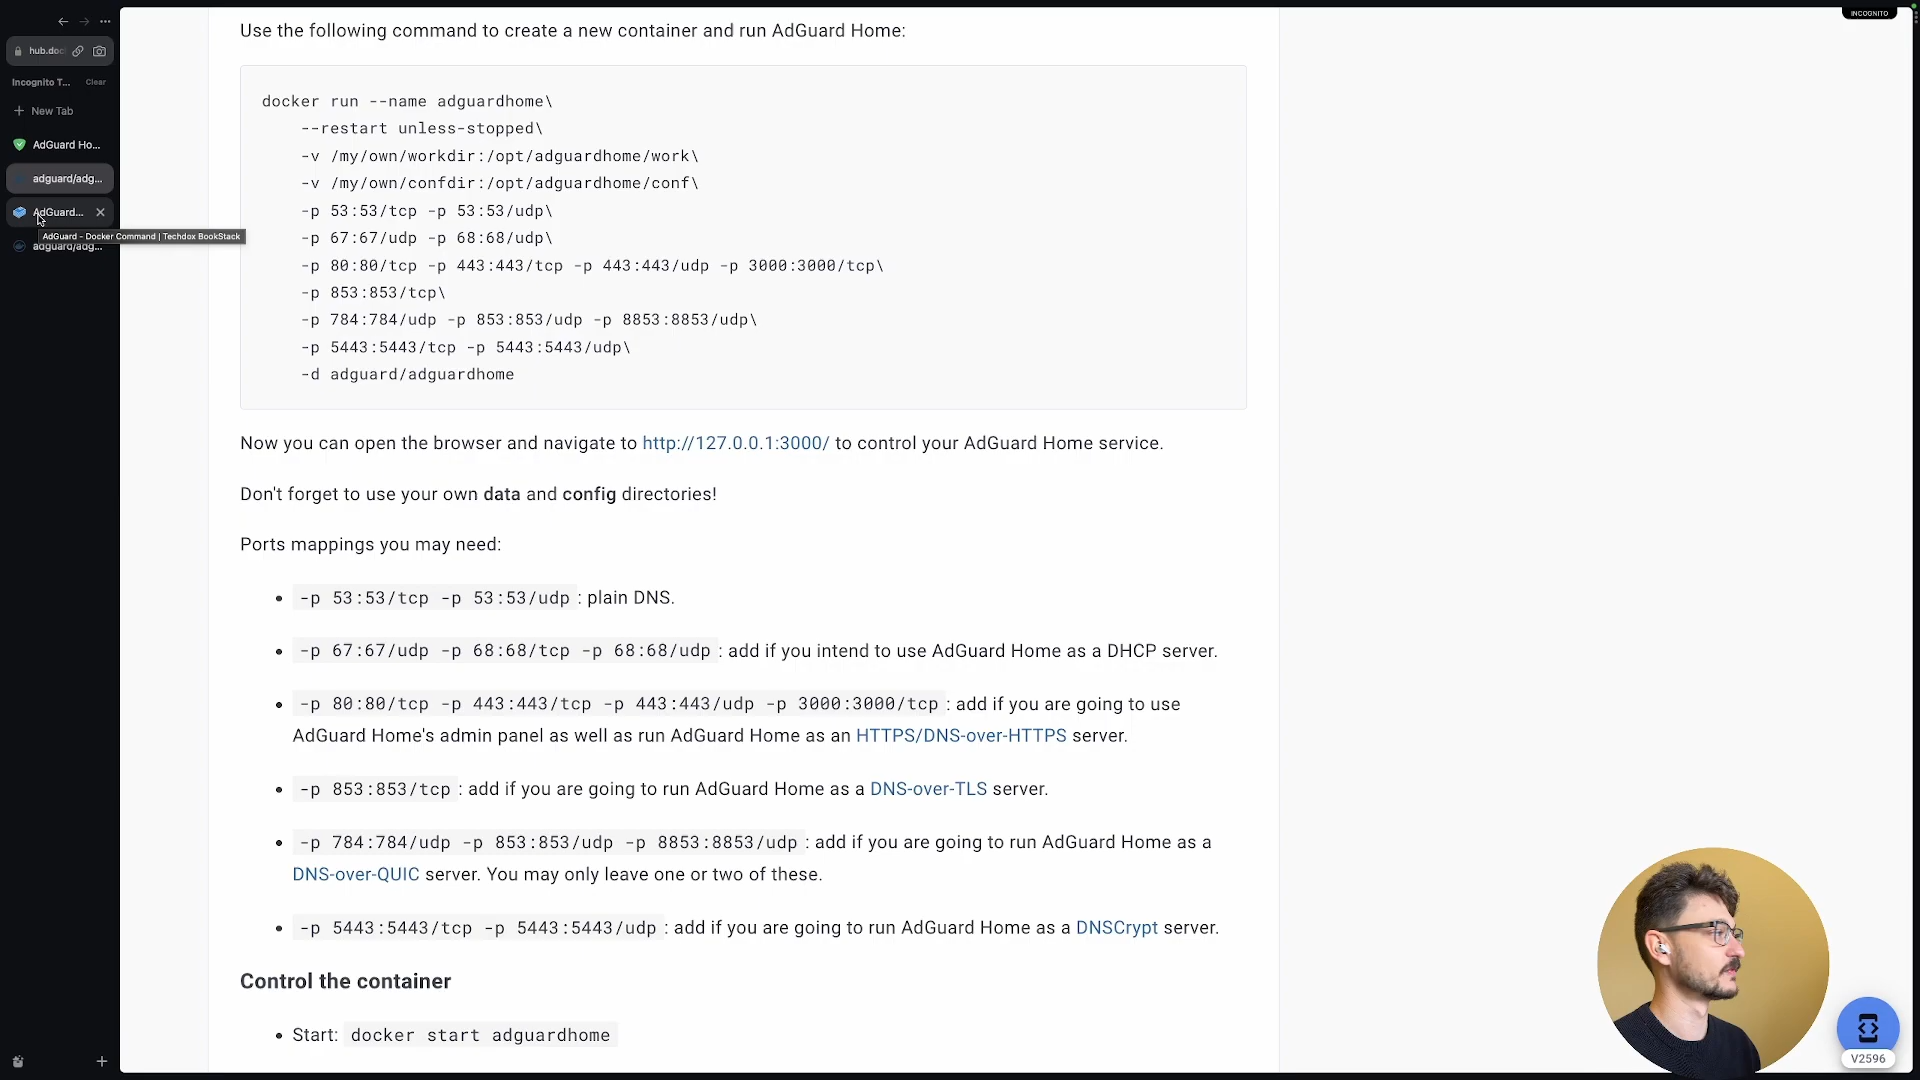 INCOGNITO
hub.doc
Incognito T... Clear
New Tab
AdGuard Ho...
adguard/adg...
AdGuard...
AdGuard - Docker Command | Techdox BookStack
adguard/adg...
Use the following command to create a new container and run AdGuard Home:
docker run --name adguardhome\
--restart unless-stopped\
-v /my/own/workdir:/opt/adguardhome/work\
-v /my/own/confdir:/opt/adguardhome/conf\
-p 53:53/tcp -p 53:53/udp\
-p 67:67/udp -p 68:68/udp\
-p 80:80/tcp -p 443:443/tcp -p 443:443/udp -p 3000:3000/tcp\
-p 853:853/tcp\
-p 784:784/udp -p 853:853/udp -p 8853:8853/udp\
-p 5443:5443/tcp -p 5443:5443/udp\
-d adguard/adguardhome
Now you can open the browser and navigate to http://127.0.0.1:3000/ to control your AdGuard Home service.
Don't forget to use your own data and config directories!
Ports mappings you may need:
• -p 53:53/tcp -p 53:53/udp : plain DNS.
• -p 67:67/udp -p 68:68/tcp -p 68:68/udp : add if you intend to use AdGuard Home as a DHCP server.
• -p 80:80/tcp -p 443:443/tcp -p 443:443/udp -p 3000:3000/tcp : add if you are going to use
AdGuard Home's admin panel as well as run AdGuard Home as an HTTPS/DNS-over-HTTPS server.
• -p 853:853/tcp : add if you are going to run AdGuard Home as a DNS-over-TLS server.
• -p 784:784/udp -p 853:853/udp -p 8853:8853/udp : add if you are going to run AdGuard Home as a
DNS-over-QUIC server. You may only leave one or two of these.
• -p 5443:5443/tcp -p 5443:5443/udp : add if you are going to run AdGuard Home as a DNSCrypt server.
Control the container
• Start: docker start adguardhome
V2596